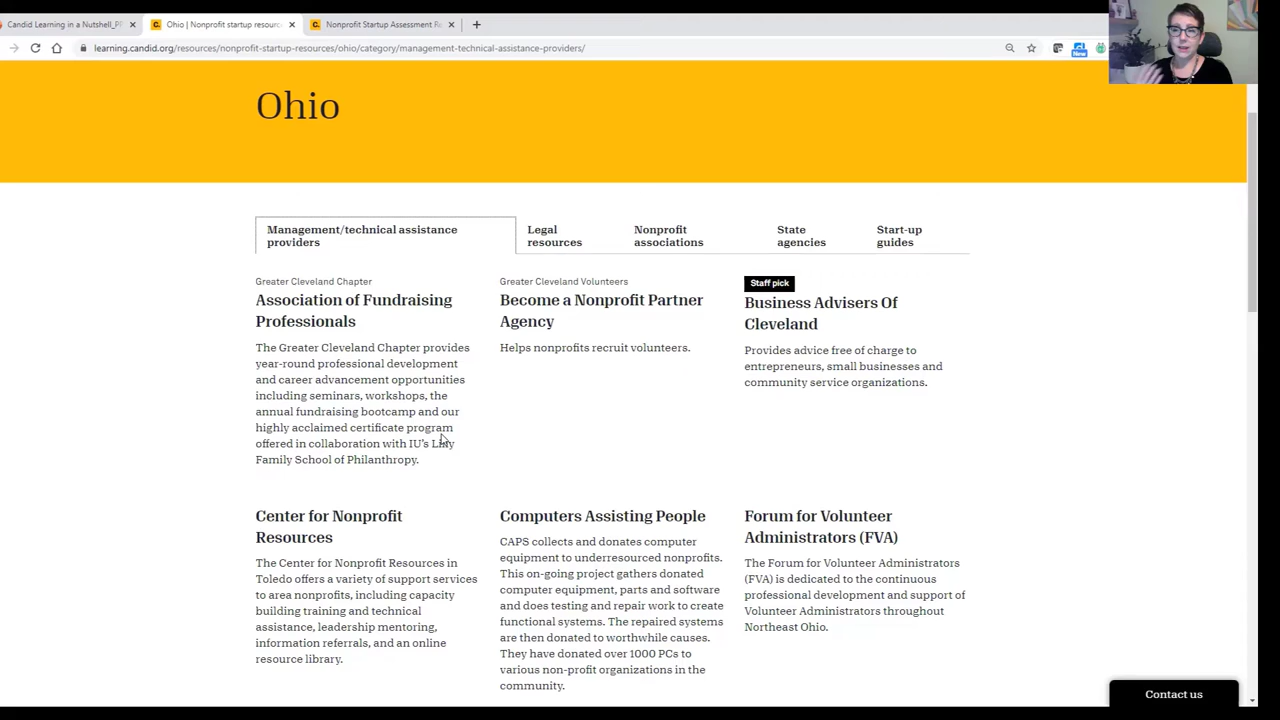 Candid Learning in a Nutshell_P
Ohio | Nonprofit startup resourc
Nonprofit Startup Assessment Re
learning.candid.org/resources/nonprofit-startup-resources/ohio/category/management-technical-assistance-providers/
New
Ohio
Management/technical assistance
providers
Legal
resources
Nonprofit
associations
State
agencies
Start-up
guides
Greater Cleveland Chapter
Association of Fundraising
Professionals
The Greater Cleveland Chapter provides
year-round professional development
and career advancement opportunities
including seminars, workshops, the
annual fundraising bootcamp and our
highly acclaimed certificate program
offered in collaboration with IU's Lilly
Family School of Philanthropy.
Greater Cleveland Volunteers
Become a Nonprofit Partner
Agency
Helps nonprofits recruit volunteers.
Staff pick
Business Advisers Of
Cleveland
Provides advice free of charge to
entrepreneurs, small businesses and
community service organizations.
Center for Nonprofit
Resources
The Center for Nonprofit Resources in
Toledo offers a variety of support services
to area nonprofits, including capacity
building training and technical
assistance, leadership mentoring,
information referrals, and an online
resource library.
Computers Assisting People
CAPS collects and donates computer
equipment to underresourced nonprofits.
This on-going project gathers donated
computer equipment, parts and software
and does testing and repair work to create
functional systems. The repaired systems
are then donated to worthwhile causes.
They have donated over 1000 PCs to
various non-profit organizations in the
community.
Forum for Volunteer
Administrators (FVA)
The Forum for Volunteer Administrators
(FVA) is dedicated to the continuous
professional development and support of
Volunteer Administrators throughout
Northeast Ohio.
Contact us